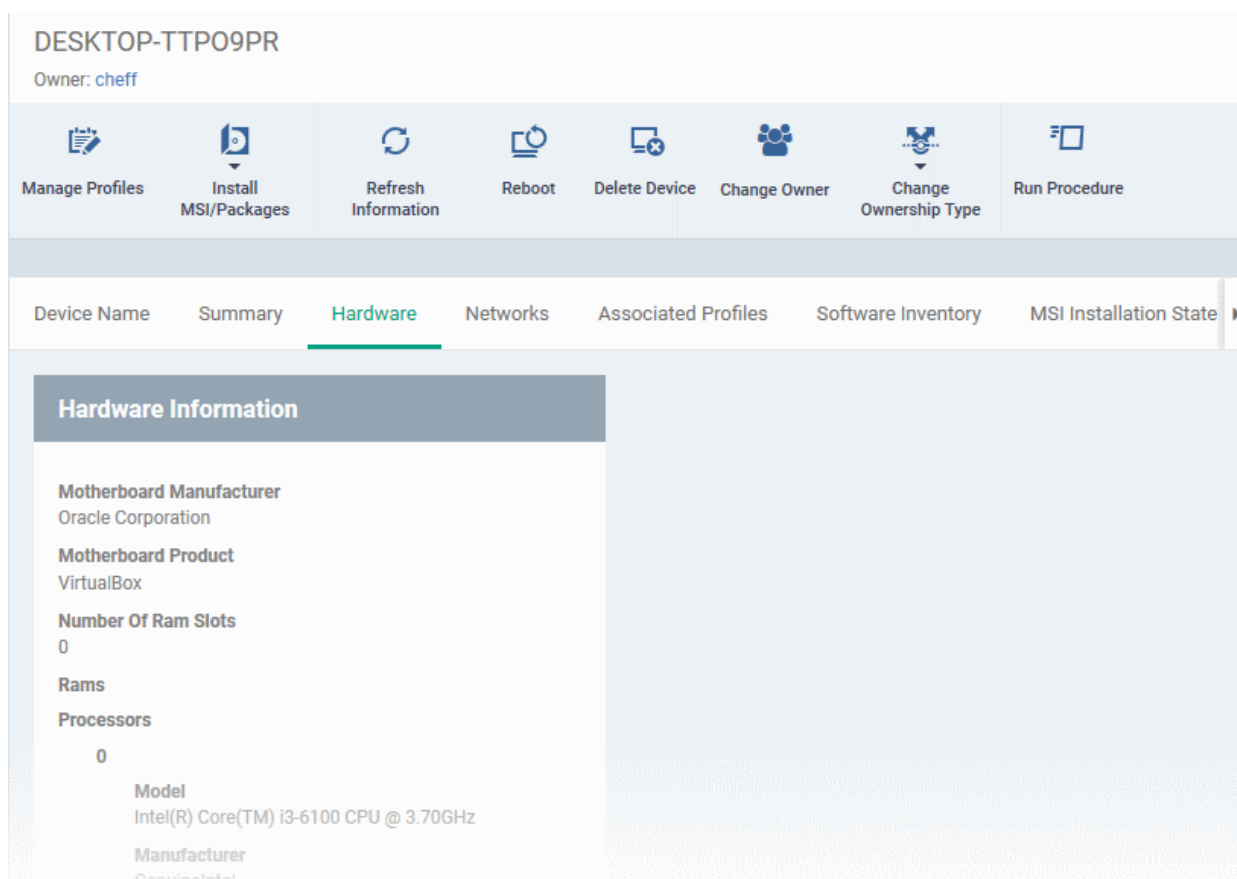 DESKTOP-TTPO9PR
Owner: cheff
Manage Profiles
Install
MSI/Packages
Refresh
Information
Reboot
Delete Device
Change Owner
Change
Ownership Type
Run Procedure
Device Name Summary Hardware Networks Associated Profiles Software Inventory MSI Installation State
Hardware Information
Motherboard Manufacturer
Oracle Corporation
Motherboard Product
VirtualBox
Number Of Ram Slots
0
Rams
Processors
0
Model
Intel(R) Core(TM) i3-6100 CPU @ 3.70GHz
Manufacturer
GenuineIntel